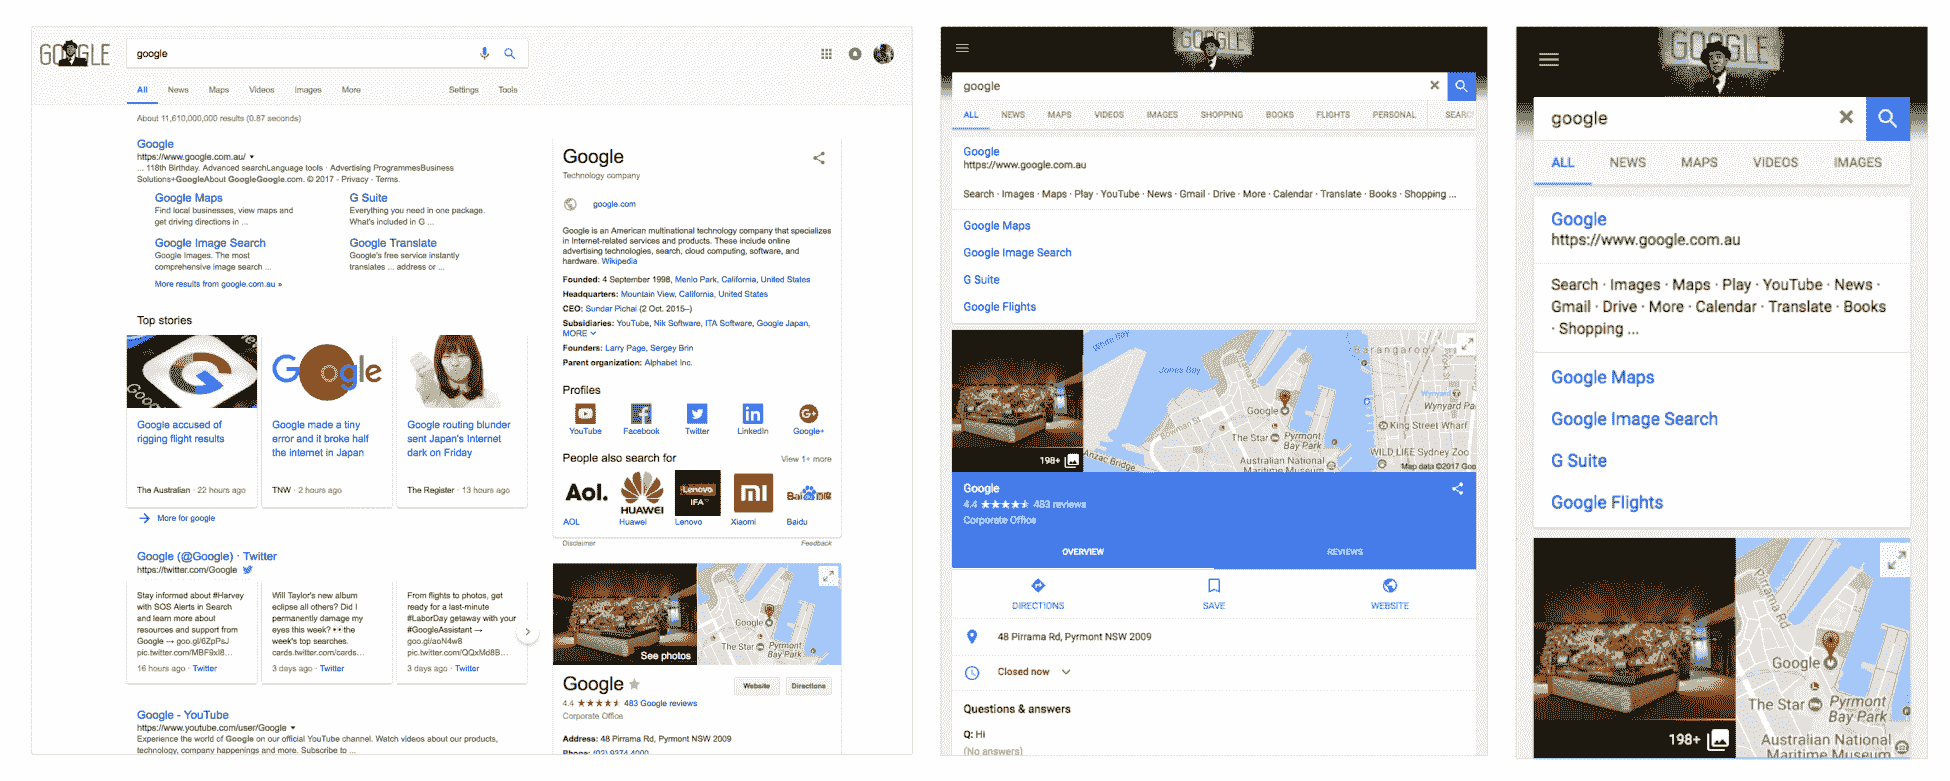 GOOGLE
google
All News Maps Videos Images More Settings Tools
About 11,610,000,000 results (0.87 seconds)
Google
https://www.google.com.au/
... 118th Birthday. Advanced searchLanguage tools · Advertising ProgrammesBusiness
Solutions+GoogleAbout GoogleGoogle.com. © 2017 - Privacy - Terms.
Google Maps
Find local businesses, view maps and
get driving directions in ...
G Suite
Everything you need in one package.
What's included in G ...
Google Image Search
Google Images. The most
comprehensive image search ...
Google Translate
Google's free service instantly
translates ... address or ...
More results from google.com.au »
Top stories
Google
Google accused of
rigging flight results
The Australian · 22 hours ago
Google made a tiny
error and it broke half
the internet in Japan
TNW · 2 hours ago
Google routing blunder
sent Japan's Internet
dark on Friday
The Register · 13 hours ago
More for google
Google (@Google) · Twitter
https://twitter.com/Google
Stay informed about #Harvey
with SOS Alerts in Search
and learn more about
resources and support from
Google → goo.gl/6ZpPsJ
pic.twitter.com/MBF9xI8...
16 hours ago · Twitter
Will Taylor's new album
eclipse all others? Did I
permanently damage my
eyes this week? 👀 the
week's top searches.
cards.twitter.com/cards...
3 days ago · Twitter
From flights to photos, get
ready for a last-minute
#LaborDay getaway with your
#GoogleAssistant →
goo.gl/aoN4w8
pic.twitter.com/QQxMd8B...
3 days ago · Twitter
Google - YouTube
https://www.youtube.com/user/Google
Experience the world of Google on our official YouTube channel. Watch videos about our products,
technology, company happenings and more. Subscribe to ...
Google
Technology company
google.com
Google is an American multinational technology company that specializes
in Internet-related services and products. These include online
advertising technologies, search, cloud computing, software, and
hardware. Wikipedia
Founded: 4 September 1998, Menlo Park, California, United States
Headquarters: Mountain View, California, United States
CEO: Sundar Pichai (2 Oct. 2015–)
Subsidiaries: YouTube, Nik Software, ITA Software, Google Japan,
MORE
Founders: Larry Page, Sergey Brin
Parent organization: Alphabet Inc.
Profiles
YouTube Facebook Twitter LinkedIn Google+
People also search for View 1+ more
Aol. HUAWEI Lenovo IFA Bai
AOL Huawei Lenovo Xiaomi Baidu
Disclaimer Feedback
See photos
Google
The Star
Pyrmont
Bay Park
Google
Website Directions
4.4 ★★★★★ 483 Google reviews
Corporate Office
Address: 48 Pirrama Rd, Pyrmont NSW 2009
Phone: (02) 9374 4000
GOOGLE
google
ALL NEWS MAPS VIDEOS IMAGES SHOPPING BOOKS FLIGHTS PERSONAL SEARC
Google
https://www.google.com.au
Search · Images · Maps · Play · YouTube · News · Gmail · Drive · More · Calendar · Translate · Books · Shopping ...
Google Maps
Google Image Search
G Suite
Google Flights
198+
White Bay
Jones Bay
Barangaroo
Pirrama Rd
Bowman St
Google
Wynyard
Wynyard Pa
King Street Wharf
The Star
Pyrmont
Bay Park
Anzac Bridge
WILD LIFE Sydney Zoo
Australian National
Maritime Museum
Map data ©2017 Goo
Google
4.4 ★★★★★ 483 reviews
Corporate Office
OVERVIEW REVIEWS
DIRECTIONS SAVE WEBSITE
48 Pirrama Rd, Pyrmont NSW 2009
Closed now
Questions & answers
Q: Hi
(No answers)
GOOGLE
google
ALL NEWS MAPS VIDEOS IMAGES
Google
https://www.google.com.au
Search · Images · Maps · Play · YouTube · News ·
Gmail · Drive · More · Calendar · Translate · Books
· Shopping ...
Google Maps
Google Image Search
G Suite
Google Flights
198+
Pirrama Rd
Google
The Star
Pyrmont
Bay Park
Australian National
Maritime Museum